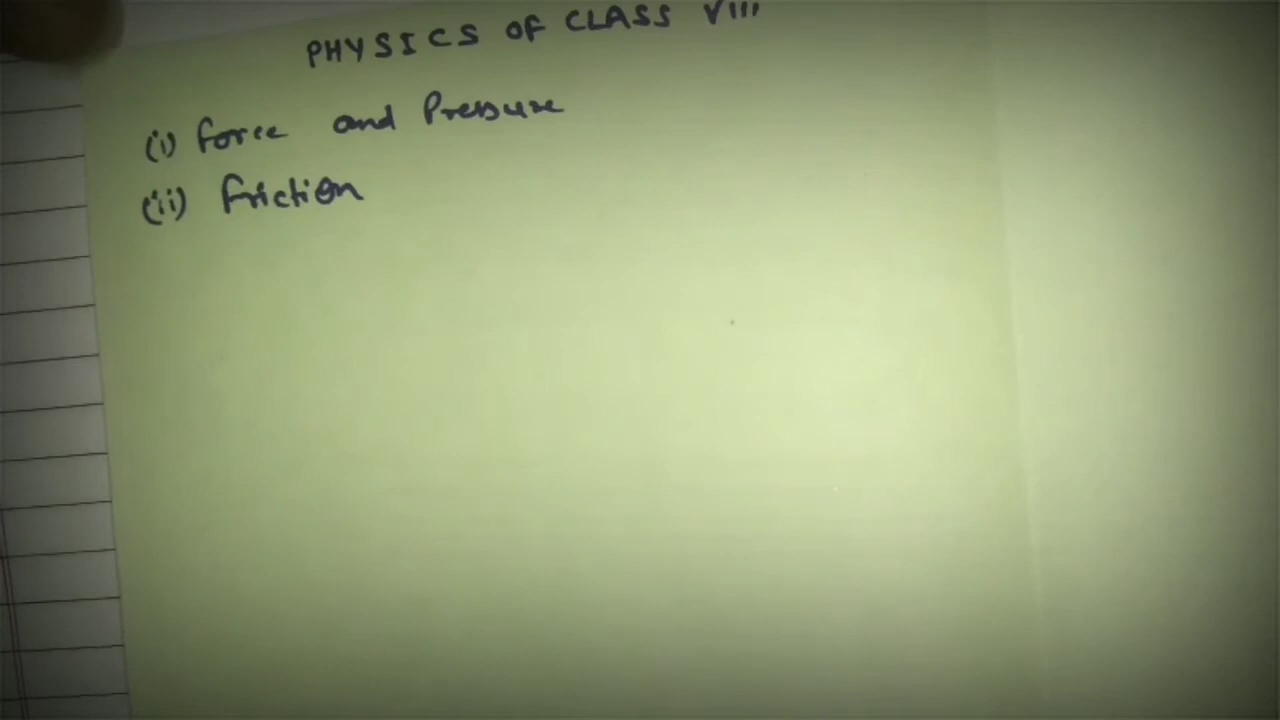 PHYSICS OF CLASS VIII
(i) Force and Pressure
(ii) Friction